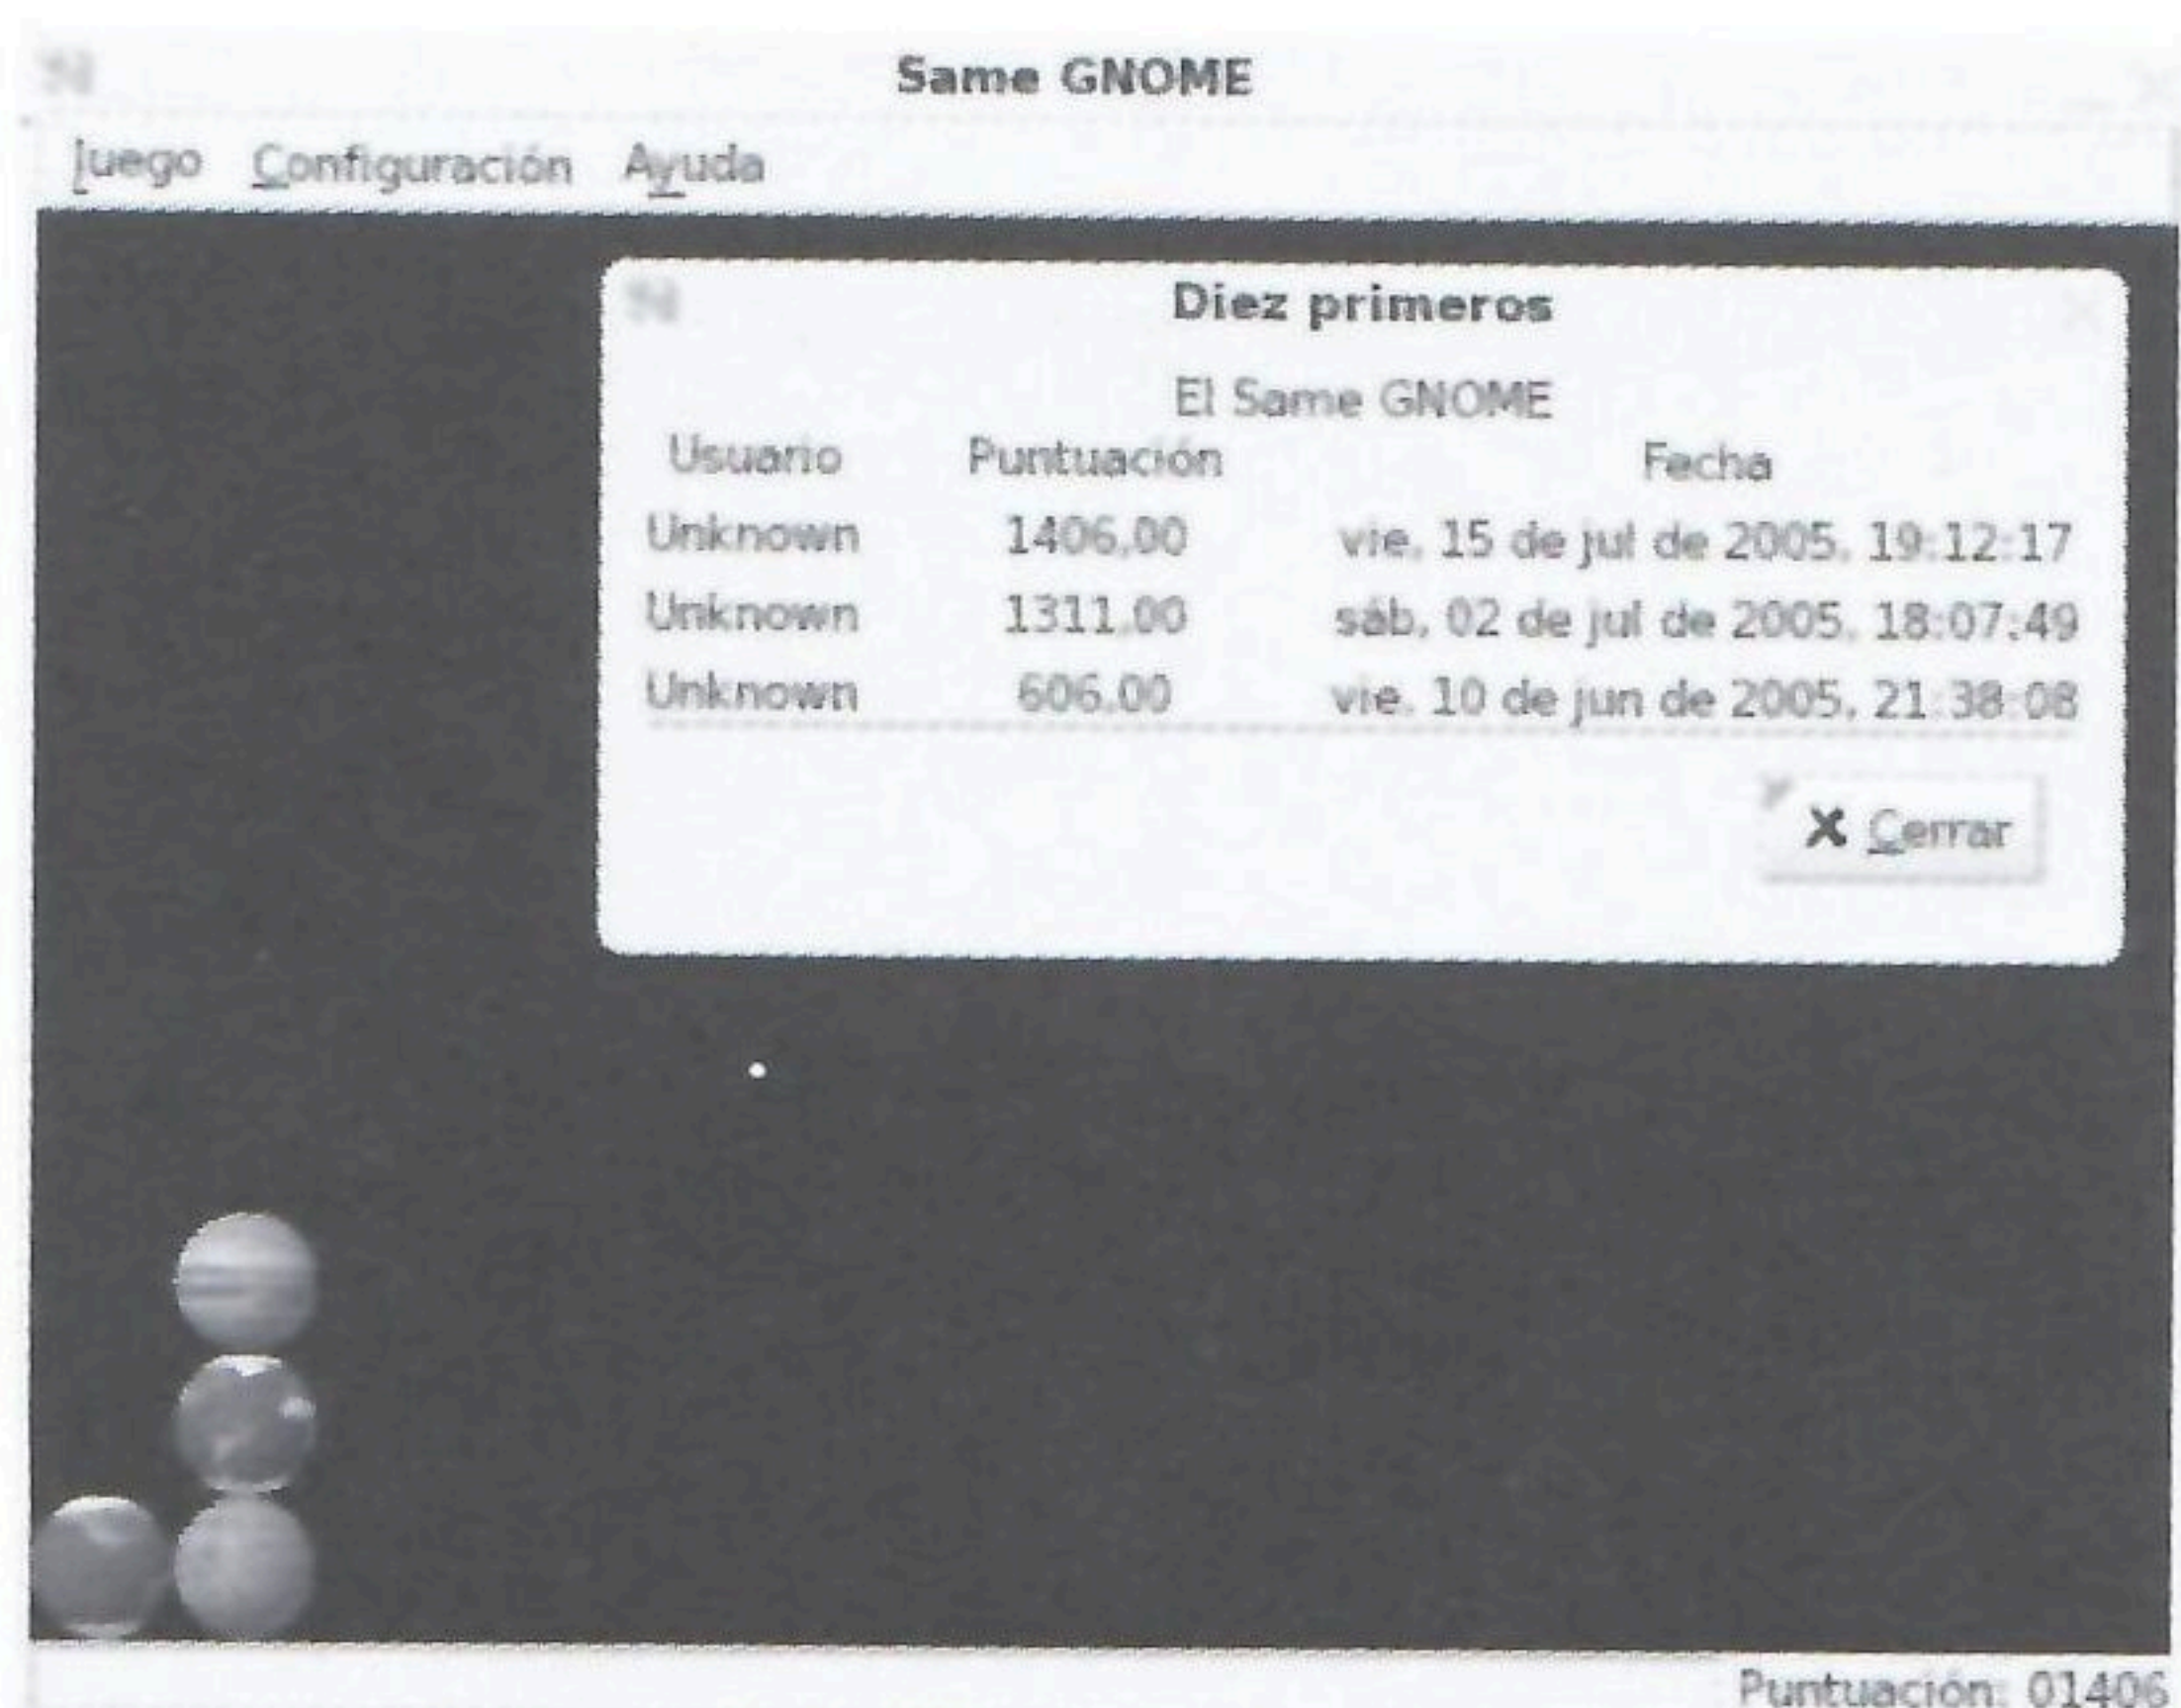 Same GNOME
Juego Configuración Ayuda
Diez primeros
El Same GNOME
Usuario Puntuación Fecha
Unknown 1406,00 vie, 15 de jul de 2005, 19:12:17
Unknown 1311,00 sáb, 02 de jul de 2005, 18:07:49
Unknown 606,00 vie, 10 de jun de 2005, 21:38:08
Cerrar
Puntuación: 01406